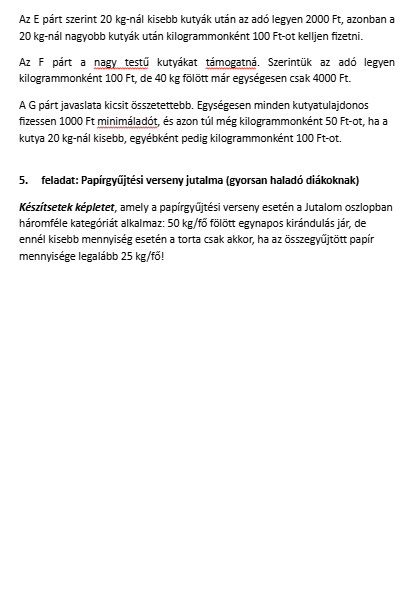 Az E párt szerint 20 kg-nál kisebb kutyák után az adó legyen 2000 Ft, azonban a
20 kg-nál nagyobb kutyák után kilogrammonként 100 Ft-ot kelljen fizetni.
Az F párt a nagy testű kutyákat támogatná. Szerintük az adó legyen
kilogrammonként 100 Ft, de 40 kg fölött már egységesen csak 4000 Ft.
A G párt javaslata kicsit összetettebb. Egységesen minden kutyatulajdonos
fizessen 1000 Ft minimáladót, és azon túl még kilogrammonként 50 Ft-ot, ha a
kutya 20 kg-nál kisebb, egyébként pedig kilogrammonként 100 Ft-ot.
5. feladat: Papírgyűjtési verseny jutalma (gyorsan haladó diákoknak)
Készítsetek képletet, amely a papírgyűjtési verseny esetén a Jutalom oszlopban
háromféle kategóriát alkalmaz: 50 kg/fő fölött egynapos kirándulás jár, de
ennél kisebb mennyiség esetén a torta csak akkor, ha az összegyűjtött papír
mennyisége legalább 25 kg/fő!